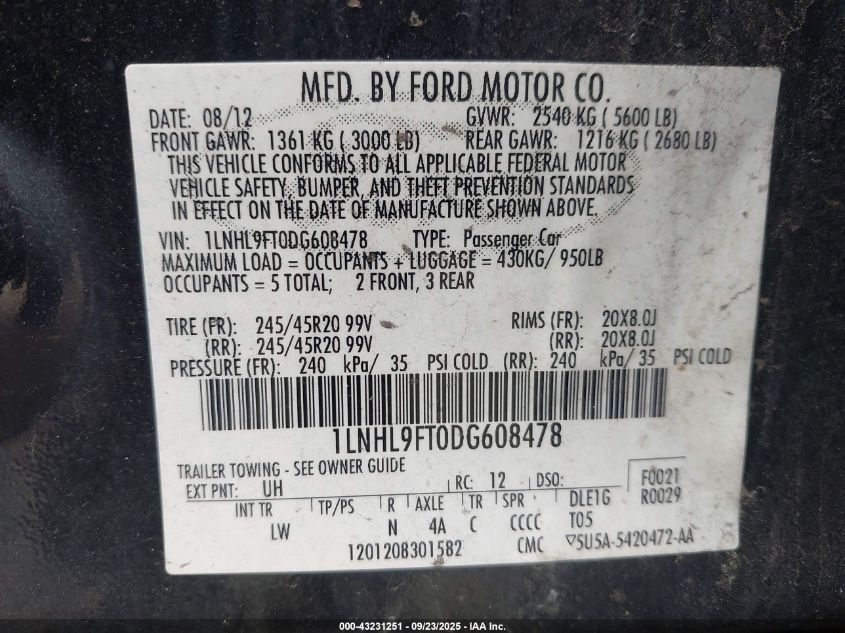 MFD. BY FORD MOTOR CO.
DATE: 08/12 GVWR: 2540 KG ( 5600 LB)
FRONT GAWR: 1361 KG ( 3000 LB) REAR GAWR: 1216 KG ( 2680 LB)
THIS VEHICLE CONFORMS TO ALL APPLICABLE FEDERAL MOTOR
VEHICLE SAFETY, BUMPER, AND THEFT PREVENTION STANDARDS
IN EFFECT ON THE DATE OF MANUFACTURE SHOWN ABOVE.
VIN: 1LNHL9FT0DG608478 TYPE: Passenger Car
MAXIMUM LOAD = OCCUPANTS + LUGGAGE = 430KG/ 950LB
OCCUPANTS = 5 TOTAL; 2 FRONT, 3 REAR
TIRE (FR): 245/45R20 99V RIMS (FR): 20X8.0J
(RR): 245/45R20 99V (RR): 20X8.0J
PRESSURE (FR): 240 kPa/ 35 PSI COLD (RR): 240 kPa/ 35 PSI COLD
1LNHL9FT0DG608478
TRAILER TOWING - SEE OWNER GUIDE
EXT PNT: UH RC: 12 DSO: F0021
INT TR TP/PS R AXLE TR SPR DLE1G R0029
LW N 4A C CCCC T05
1201208301582 CMC ▽5U5A-5420472-AA
000-43231251 - 09/23/2025 - IAA Inc.